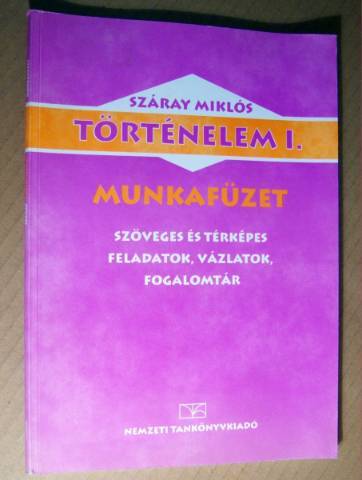 SZÁRAY MIKLÓS
TÖRTÉNELEM I.
MUNKAFÜZET
SZÖVEGES ÉS TÉRKÉPES
FELADATOK, VÁZLATOK,
FOGALOMTÁR
NEMZETI TANKÖNYVKIADÓ